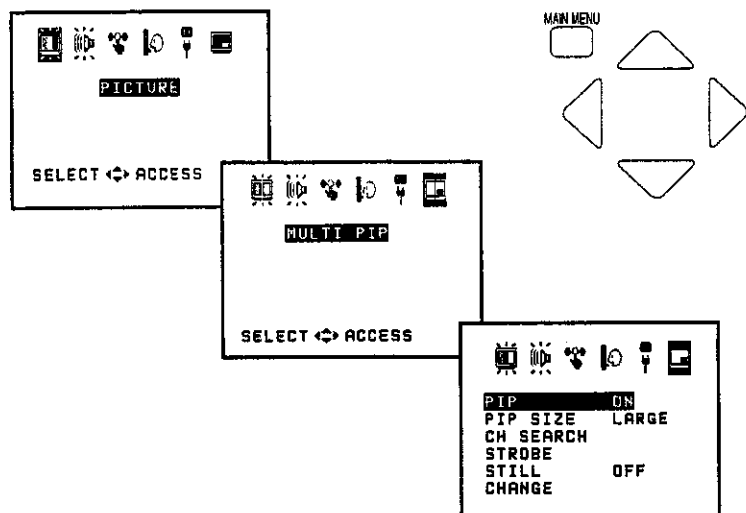 MAIN MENU
PICTURE
SELECT ACCESS
MULTI PIP
SELECT ACCESS
PIP ON
PIP SIZE LARGE
CH SEARCH
STROBE
STILL OFF
CHANGE